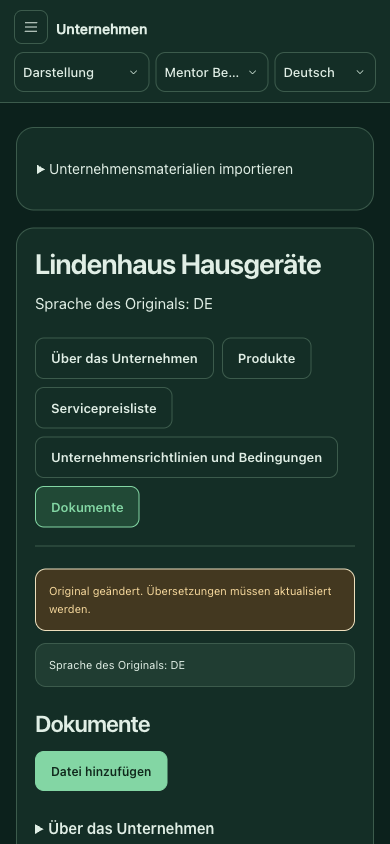 Unternehmen
Darstellung
Mentor Be...
Deutsch
Unternehmensmaterialien importieren
Lindenhaus Hausgeräte
Sprache des Originals: DE
Über das Unternehmen
Produkte
Servicepreisliste
Unternehmensrichtlinien und Bedingungen
Dokumente
Original geändert. Übersetzungen müssen aktualisiert
werden.
Sprache des Originals: DE
Dokumente
Datei hinzufügen
Über das Unternehmen